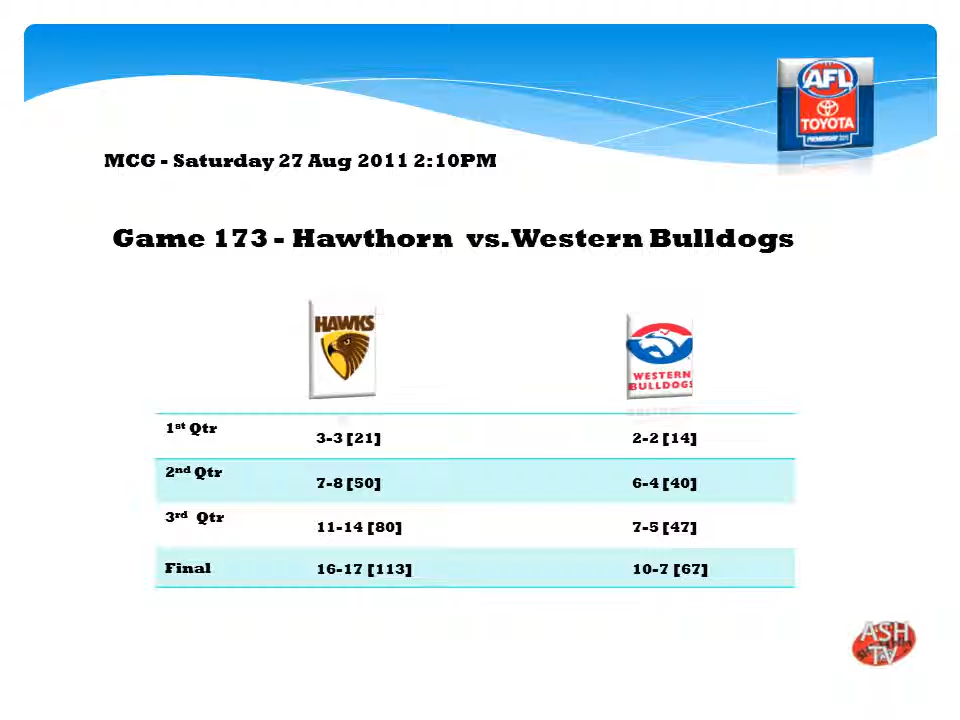 AFL
TOYOTA
PREMIERSHIP 2011
MCG - Saturday 27 Aug 2011 2:10PM
Game 173 - Hawthorn vs.Western Bulldogs
HAWKS
WESTERN
BULLDOGS
1st Qtr 3-3 [21] 2-2 [14]
2nd Qtr 7-8 [50] 6-4 [40]
3rd Qtr 11-14 [80] 7-5 [47]
Final 16-17 [113] 10-7 [67]
ASH
TV